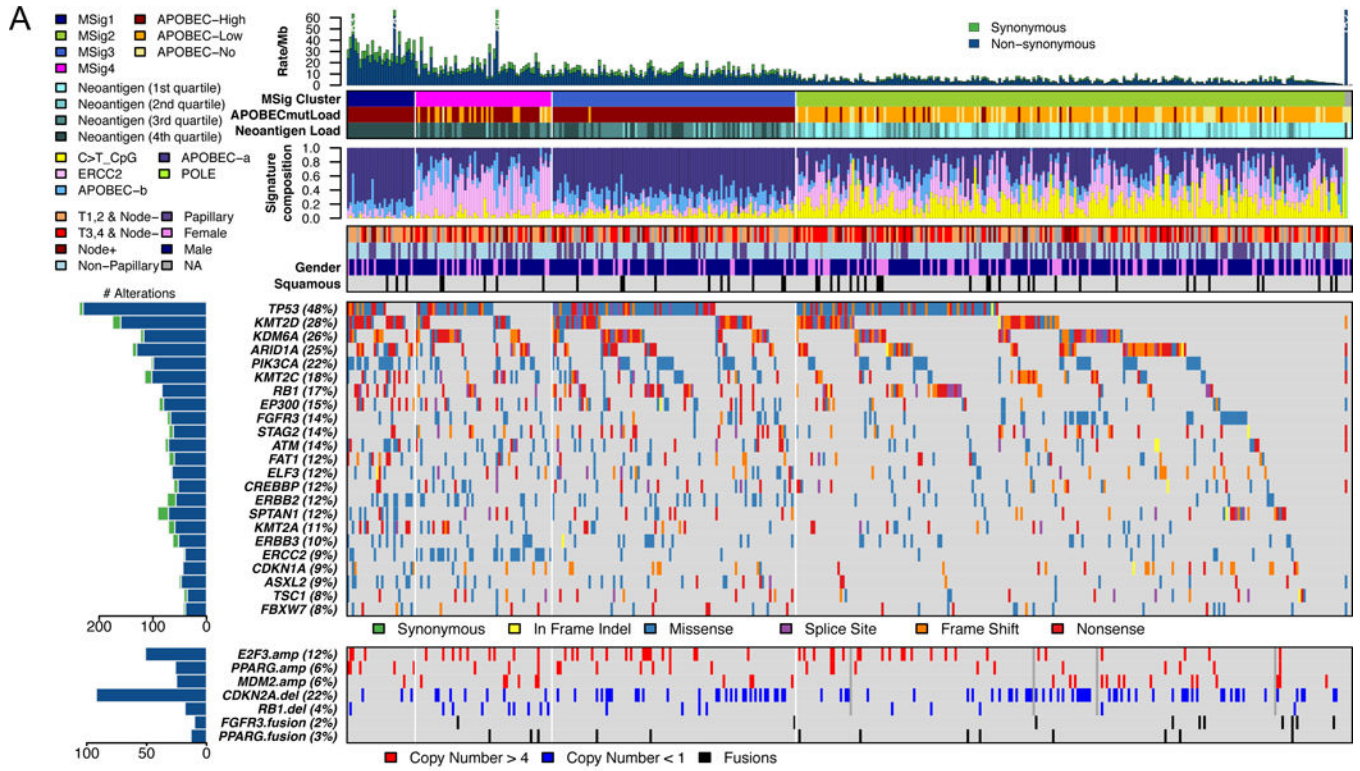 A
MSig1
APOBEC-High
MSig2
APOBEC-Low
MSig3
APOBEC-No
MSig4
Neoantigen (1st quartile)
Neoantigen (2nd quartile)
Neoantigen (3rd quartile)
Neoantigen (4th quartile)
C>T_CpG
APOBEC-a
ERCC2
POLE
APOBEC-b
T1,2 & Node-
Papillary
T3,4 & Node-
Female
Node+
Male
Non-Papillary
NA
Rate/Mb
60
50
40
30
20
10
0
Synonymous
Non-synonymous
MSig Cluster
APOBECmutLoad
Neoantigen Load
Signature
composition
1.0
0.8
0.6
0.4
0.2
0.0
Gender
Squamous
# Alterations
TP53 (48%)
KMT2D (28%)
KDM6A (26%)
ARID1A (25%)
PIK3CA (22%)
KMT2C (18%)
RB1 (17%)
EP300 (15%)
FGFR3 (14%)
STAG2 (14%)
ATM (14%)
FAT1 (12%)
ELF3 (12%)
CREBBP (12%)
ERBB2 (12%)
SPTAN1 (12%)
KMT2A (11%)
ERBB3 (10%)
ERCC2 (9%)
CDKN1A (9%)
ASXL2 (9%)
TSC1 (8%)
FBXW7 (8%)
200 100 0
Synonymous In Frame Indel Missense Splice Site Frame Shift Nonsense
E2F3.amp (12%)
PPARG.amp (6%)
MDM2.amp (6%)
CDKN2A.del (22%)
RB1.del (4%)
FGFR3.fusion (2%)
PPARG.fusion (3%)
100 50 0
Copy Number > 4 Copy Number < 1 Fusions